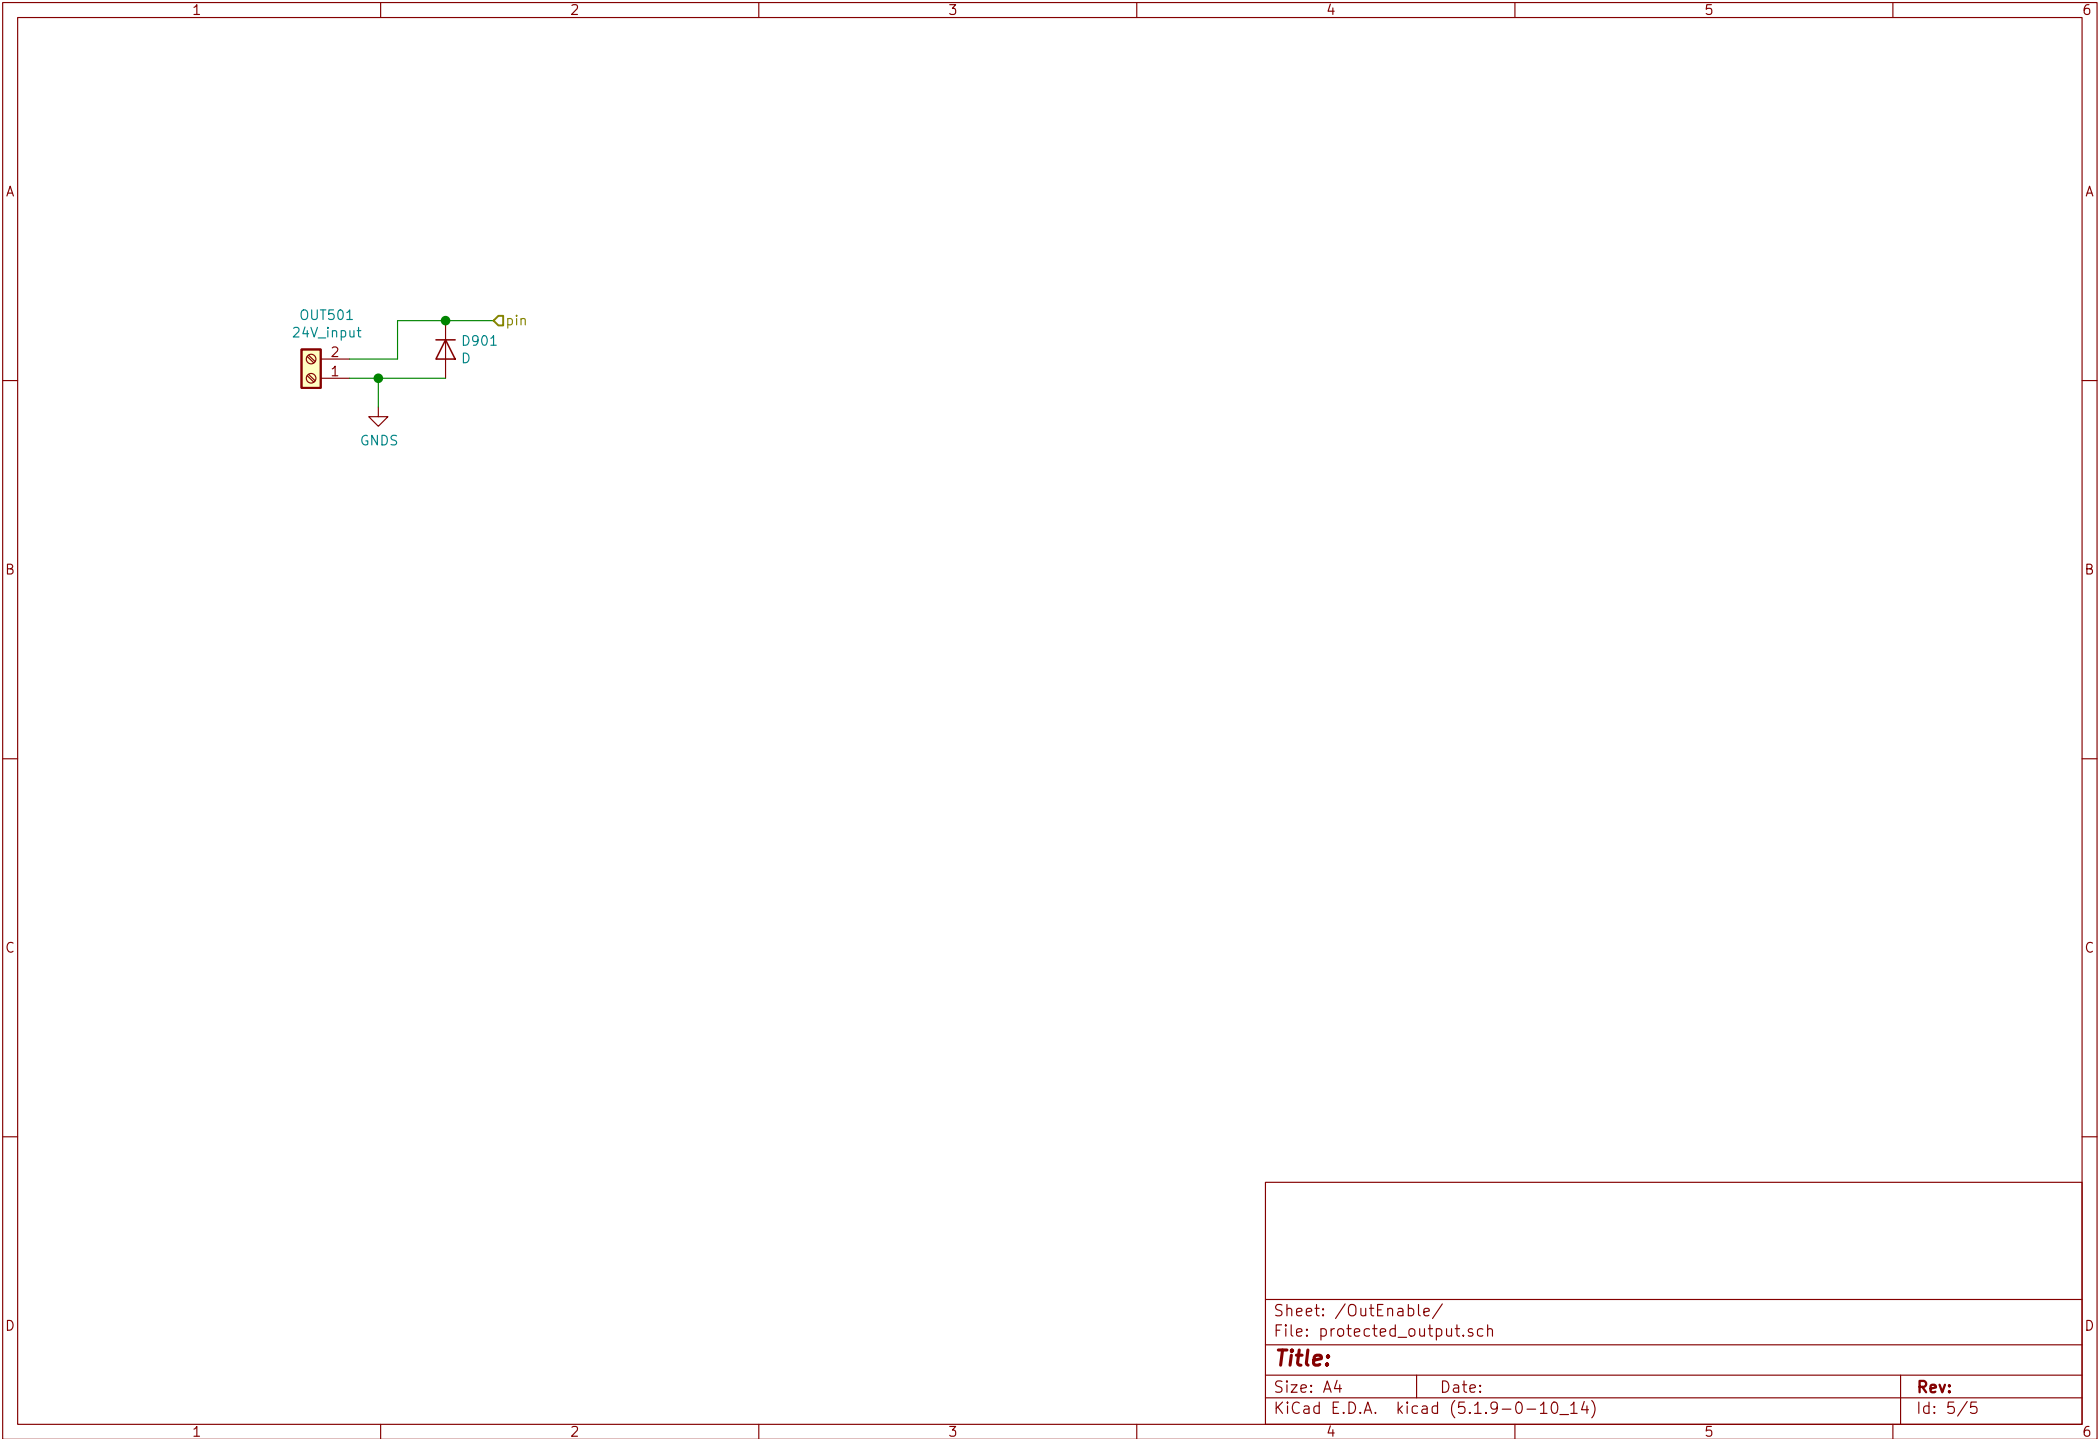 1 2 3 4 5 6
A A
OUT501
24V_input
pin
2
D901
D
1
GNDS
B B
C C
Sheet: /OutEnable/
File: protected_output.sch
D D
Title:
Size: A4 Date: Rev:
KiCad E.D.A. kicad (5.1.9-0-10_14) Id: 5/5
1 2 3 4 5 6